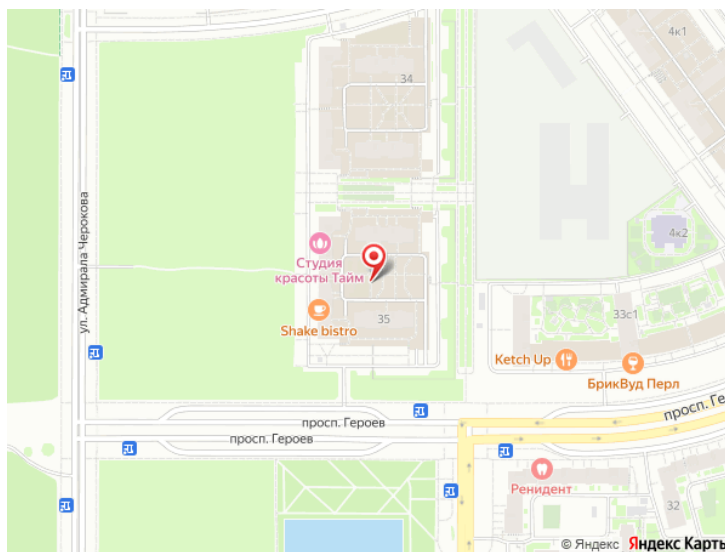 4к1
34
ул. Адмирала Черокова
4к2
Студия
красоты Тайм
33с1
35
Shake bistro
Ketch Up
БрикВуд Перл
просп. Ге
просп. Героев
просп. Героев
Ренидент
32
© Яндекс Яндекс Карты